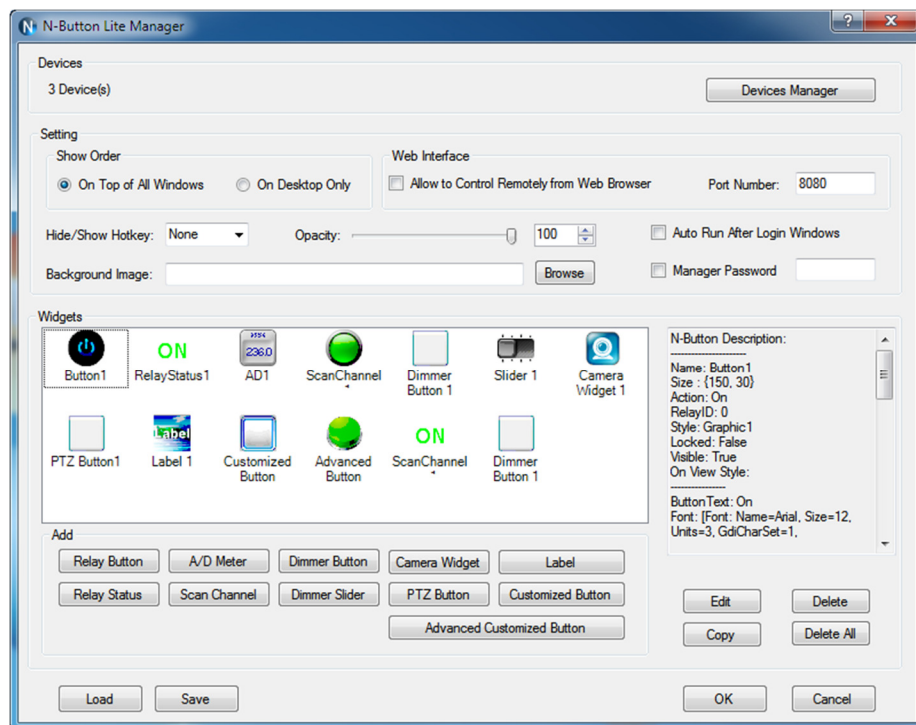 N-Button Lite Manager
Devices
3 Device(s)
Devices Manager
Setting
Show Order
On Top of All Windows
On Desktop Only
Web Interface
Allow to Control Remotely from Web Browser
Port Number:
8080
Hide/Show Hotkey:
None
Opacity:
100
Auto Run After Login Windows
Background Image:
Browse
Manager Password
Widgets
Button1
ON
RelayStatus1
236.0
AD1
ScanChannel
Dimmer
Button 1
Slider 1
Camera
Widget 1
PTZ Button1
Label
Label 1
Customized
Button
Advanced
Button
ON
ScanChannel
Dimmer
Button 1
N-Button Description:
----------------------
Name: Button1
Size : {150, 30}
Action: On
RelayID: 0
Style: Graphic1
Locked: False
Visible: True
On View Style:
----------------
ButtonText: On
Font: [Font: Name=Arial, Size=12,
Units=3, GdiCharSet=1,
Add
Relay Button
A/D Meter
Dimmer Button
Camera Widget
Label
Relay Status
Scan Channel
Dimmer Slider
PTZ Button
Customized Button
Advanced Customized Button
Edit
Delete
Copy
Delete All
Load
Save
OK
Cancel